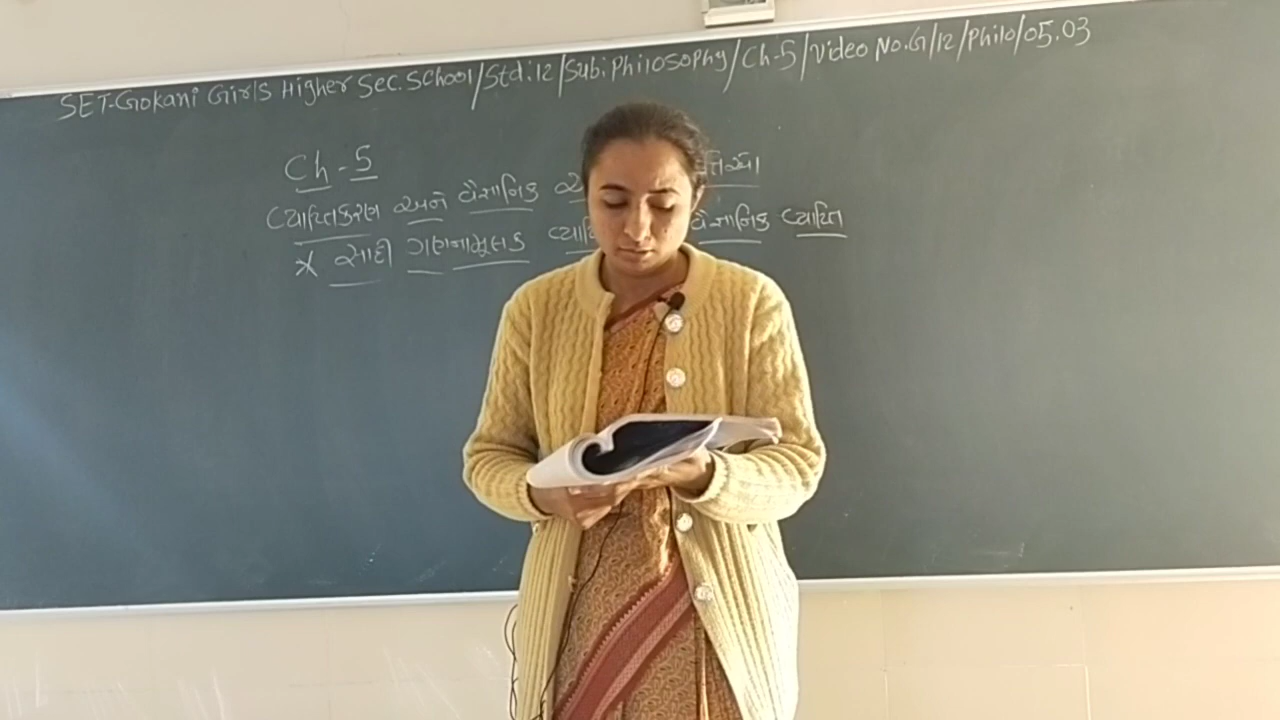 SET-Gokani Girls Higher Sec. School/Std:12/Sub:Philosophy/Ch-5/Video No.G/12/Philo/05.03
Ch-5
વ્યાપ્તિકરણ અને વૈજ્ઞાનિક
* સાદી ગણનામૂલક વૈજ્ઞાનિક વ્યાપ્તિ